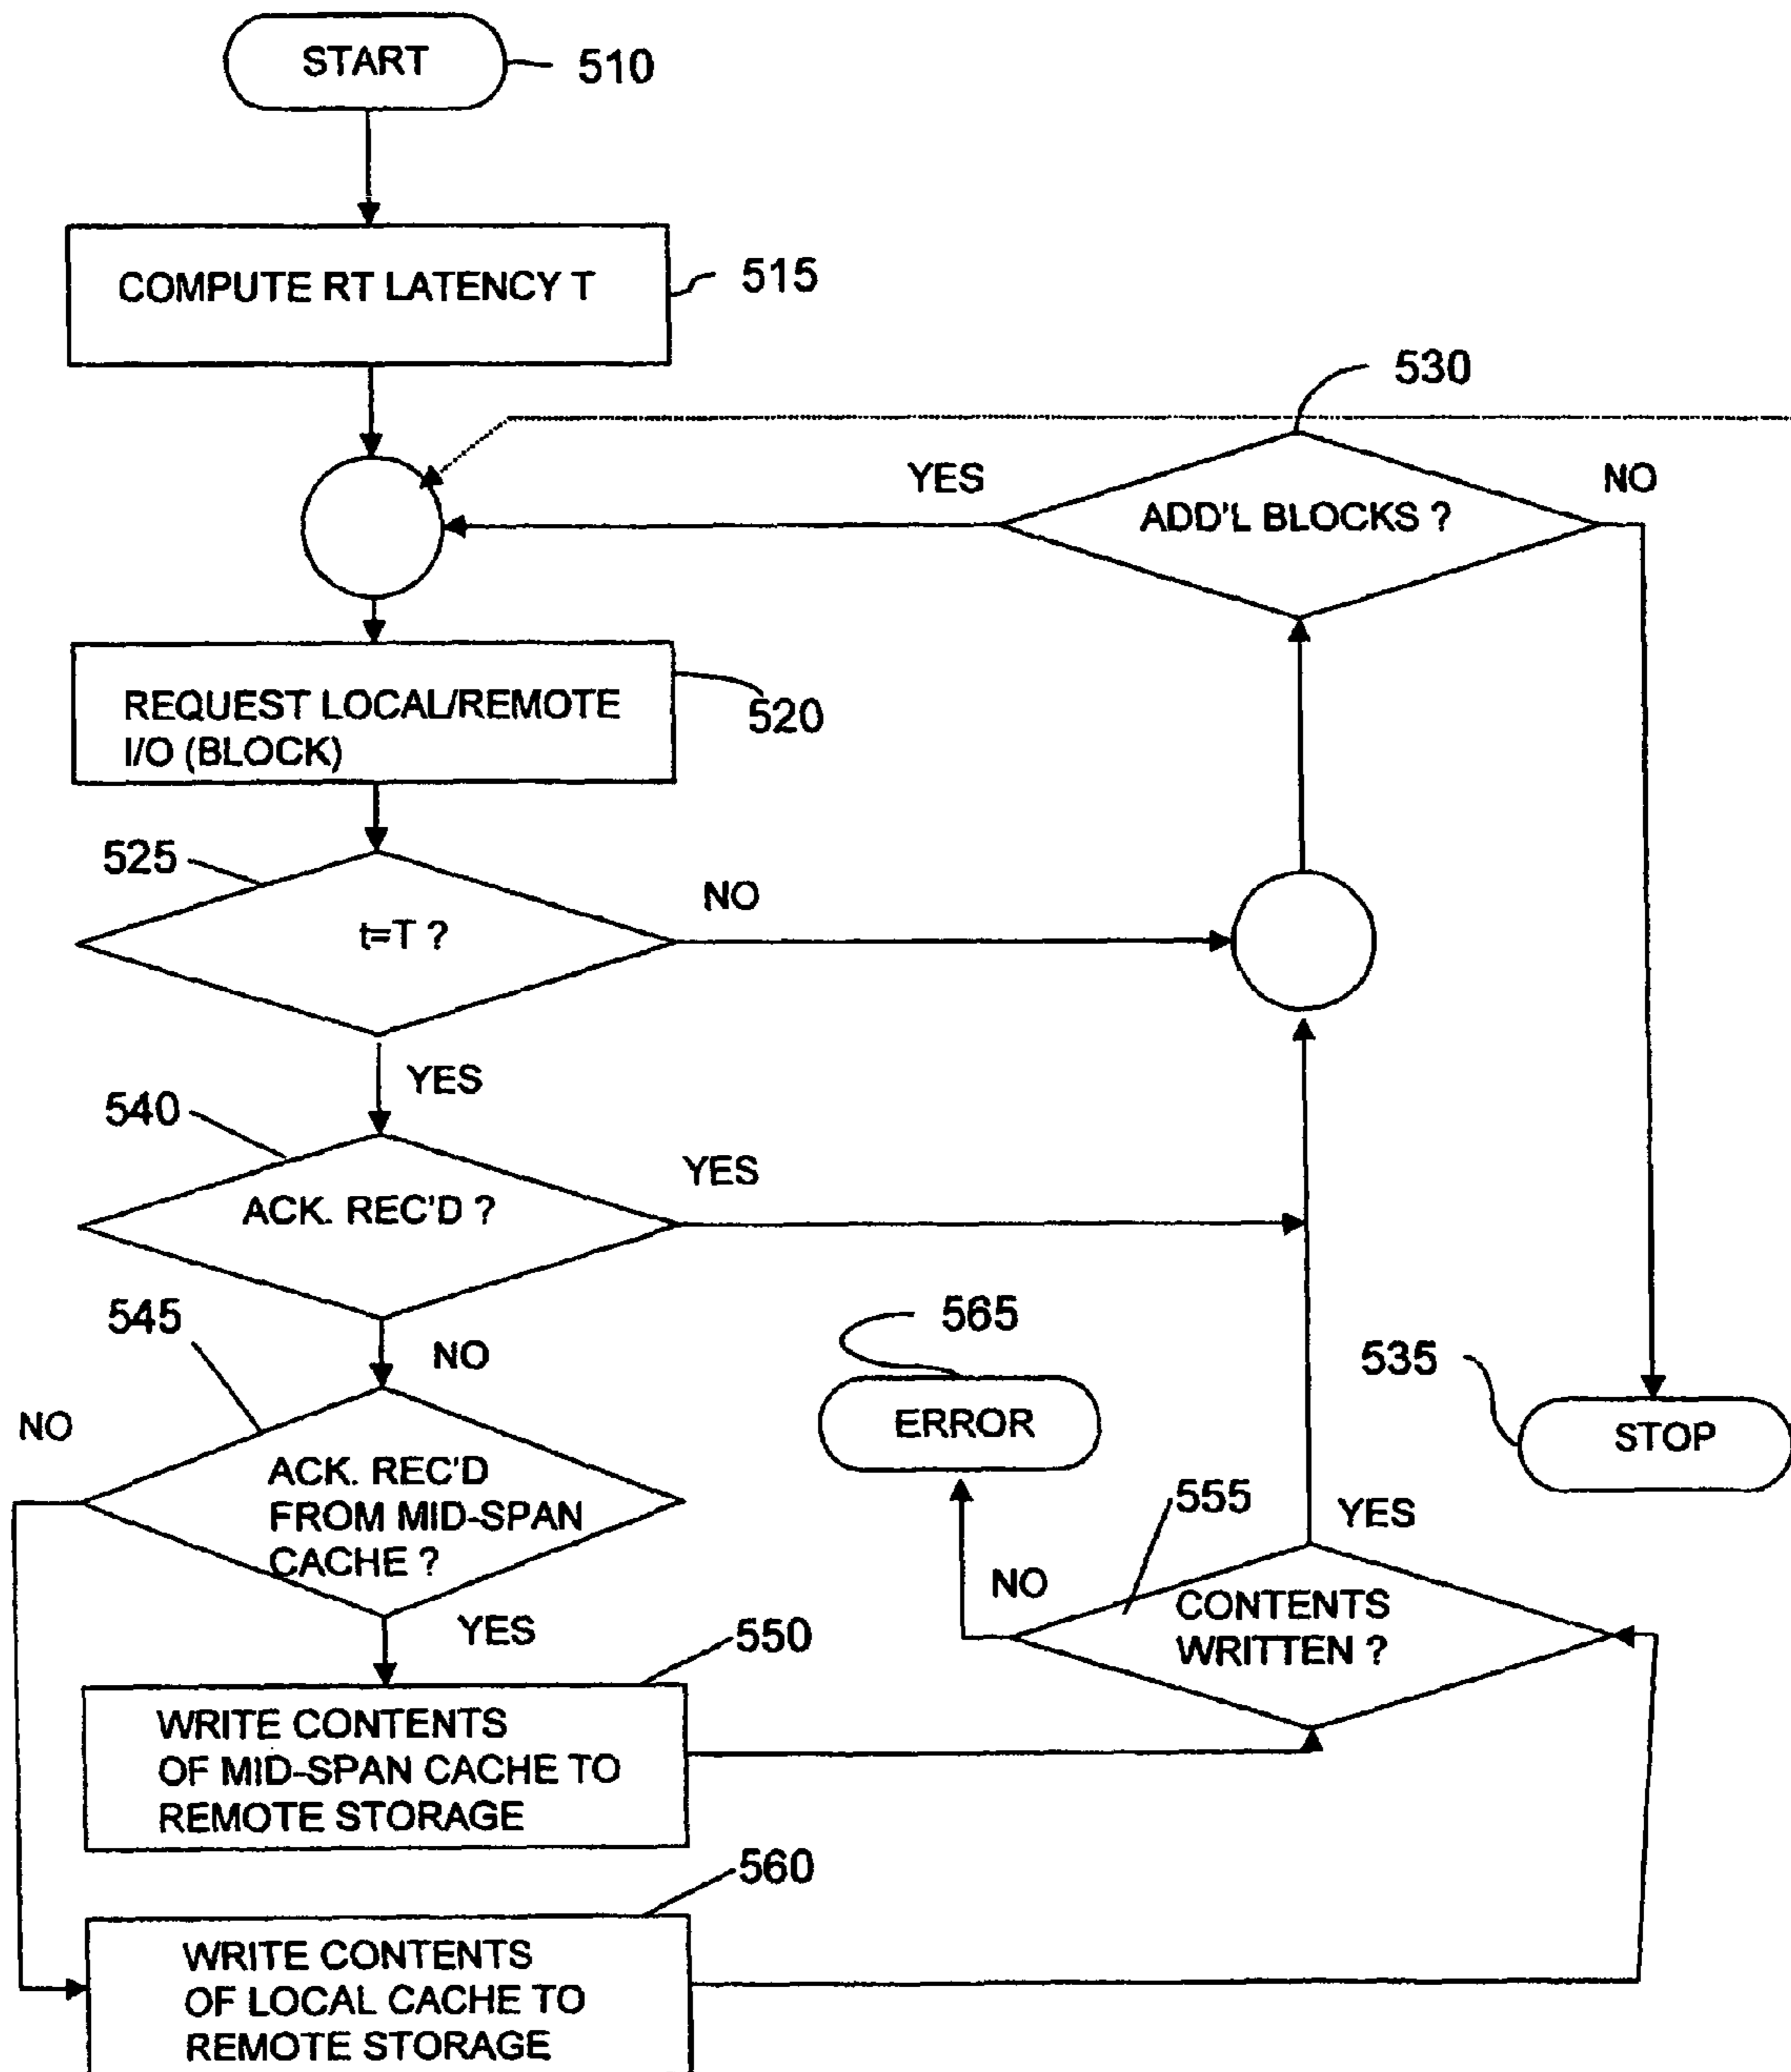 START
510
COMPUTE RT LATENCY T
515
530
YES
ADD'L BLOCKS ?
NO
REQUEST LOCAL/REMOTE
I/O (BLOCK)
520
525
t=T ?
NO
YES
540
ACK. REC'D ?
YES
545
NO
565
535
NO
ACK. REC'D
FROM MID-SPAN
CACHE ?
ERROR
STOP
555
YES
NO
CONTENTS
WRITTEN ?
YES
550
WRITE CONTENTS
OF MID-SPAN CACHE TO
REMOTE STORAGE
560
WRITE CONTENTS
OF LOCAL CACHE TO
REMOTE STORAGE